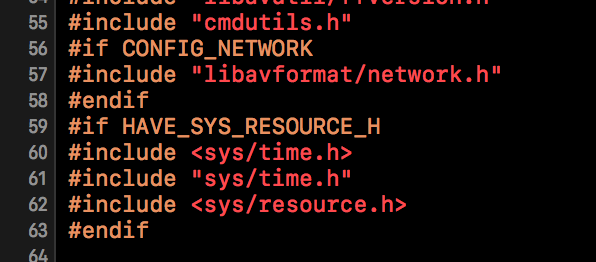 55 #include "cmdutils.h"
56 #if CONFIG_NETWORK
57 #include "libavformat/network.h"
58 #endif
59 #if HAVE_SYS_RESOURCE_H
60 #include <sys/time.h>
61 #include "sys/time.h"
62 #include <sys/resource.h>
63 #endif
64